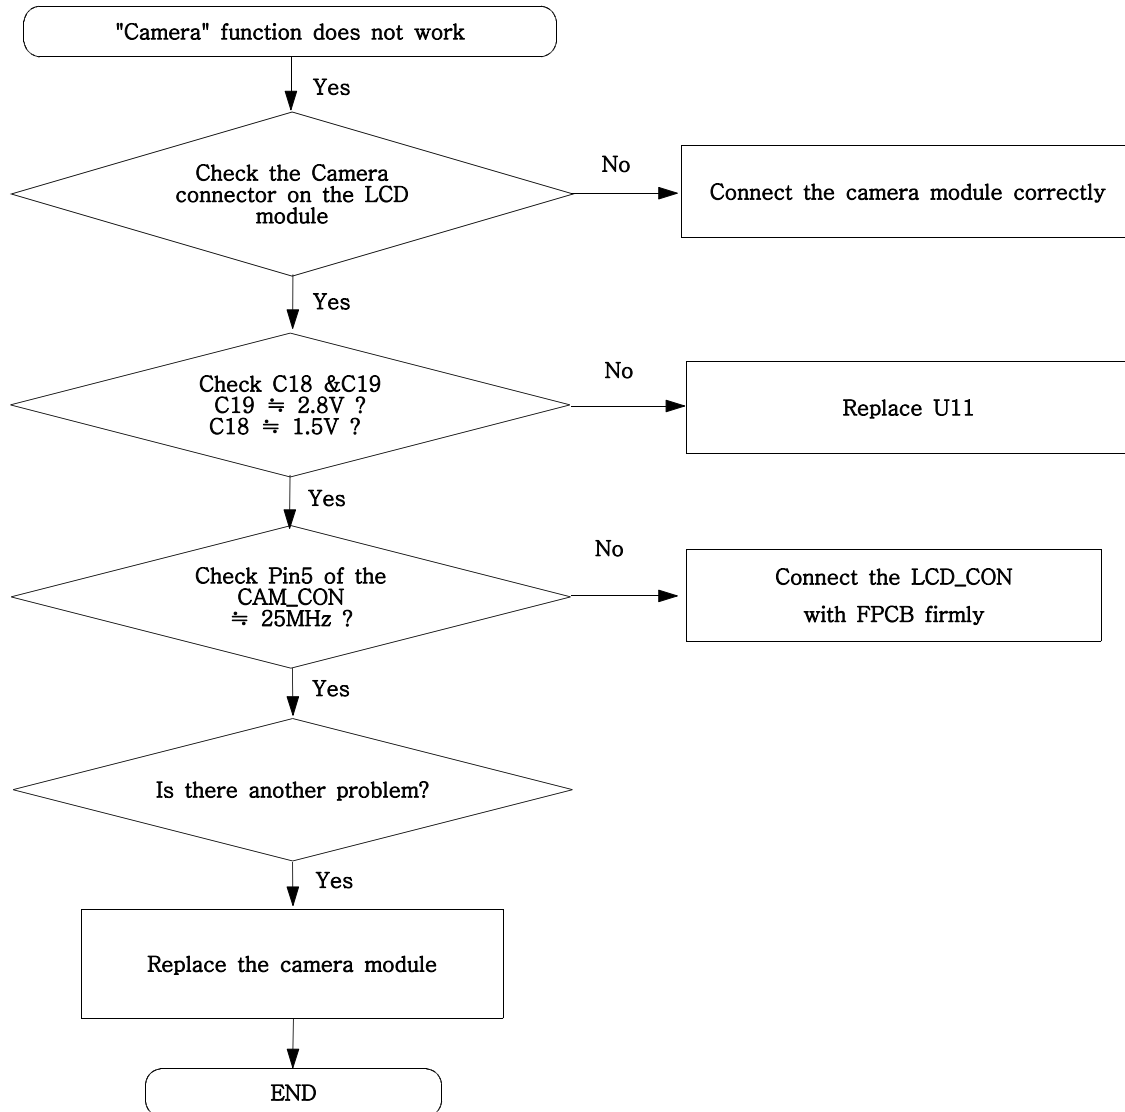 "Camera" function does not work
Yes
Check the Camera
connector on the LCD
module
No
Connect the camera module correctly
Yes
Check C18 &C19
C19 ≒ 2.8V ?
C18 ≒ 1.5V ?
No
Replace U11
Yes
Check Pin5 of the
CAM_CON
≒ 25MHz ?
No
Connect the LCD_CON
with FPCB firmly
Yes
Is there another problem?
Yes
Replace the camera module
END